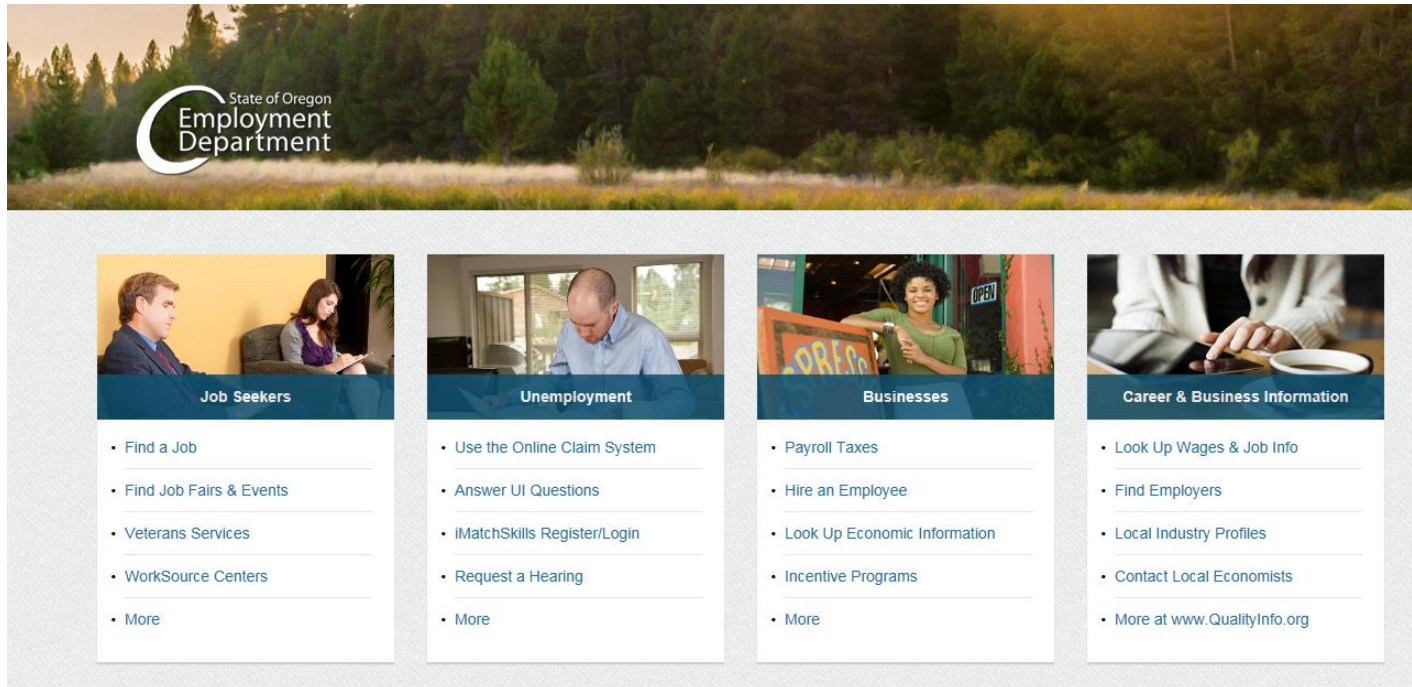 State of Oregon
Employment
Department
OPEN
SPRESS
Job Seekers
Find a Job
Find Job Fairs & Events
Veterans Services
WorkSource Centers
More
Unemployment
Use the Online Claim System
Answer UI Questions
iMatchSkills Register/Login
Request a Hearing
More
Businesses
Payroll Taxes
Hire an Employee
Look Up Economic Information
Incentive Programs
More
Career & Business Information
Look Up Wages & Job Info
Find Employers
Local Industry Profiles
Contact Local Economists
More at www.QualityInfo.org